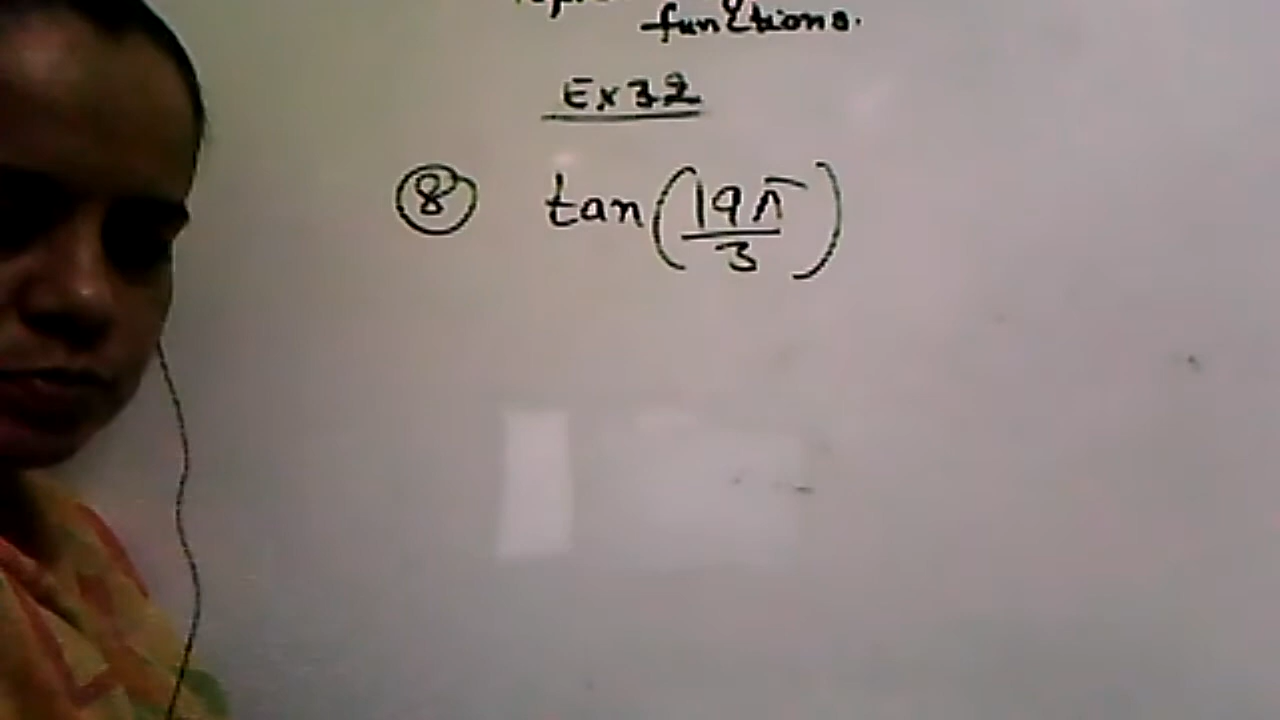 functions.
Ex 3.2
⑧ tan(19π/3)